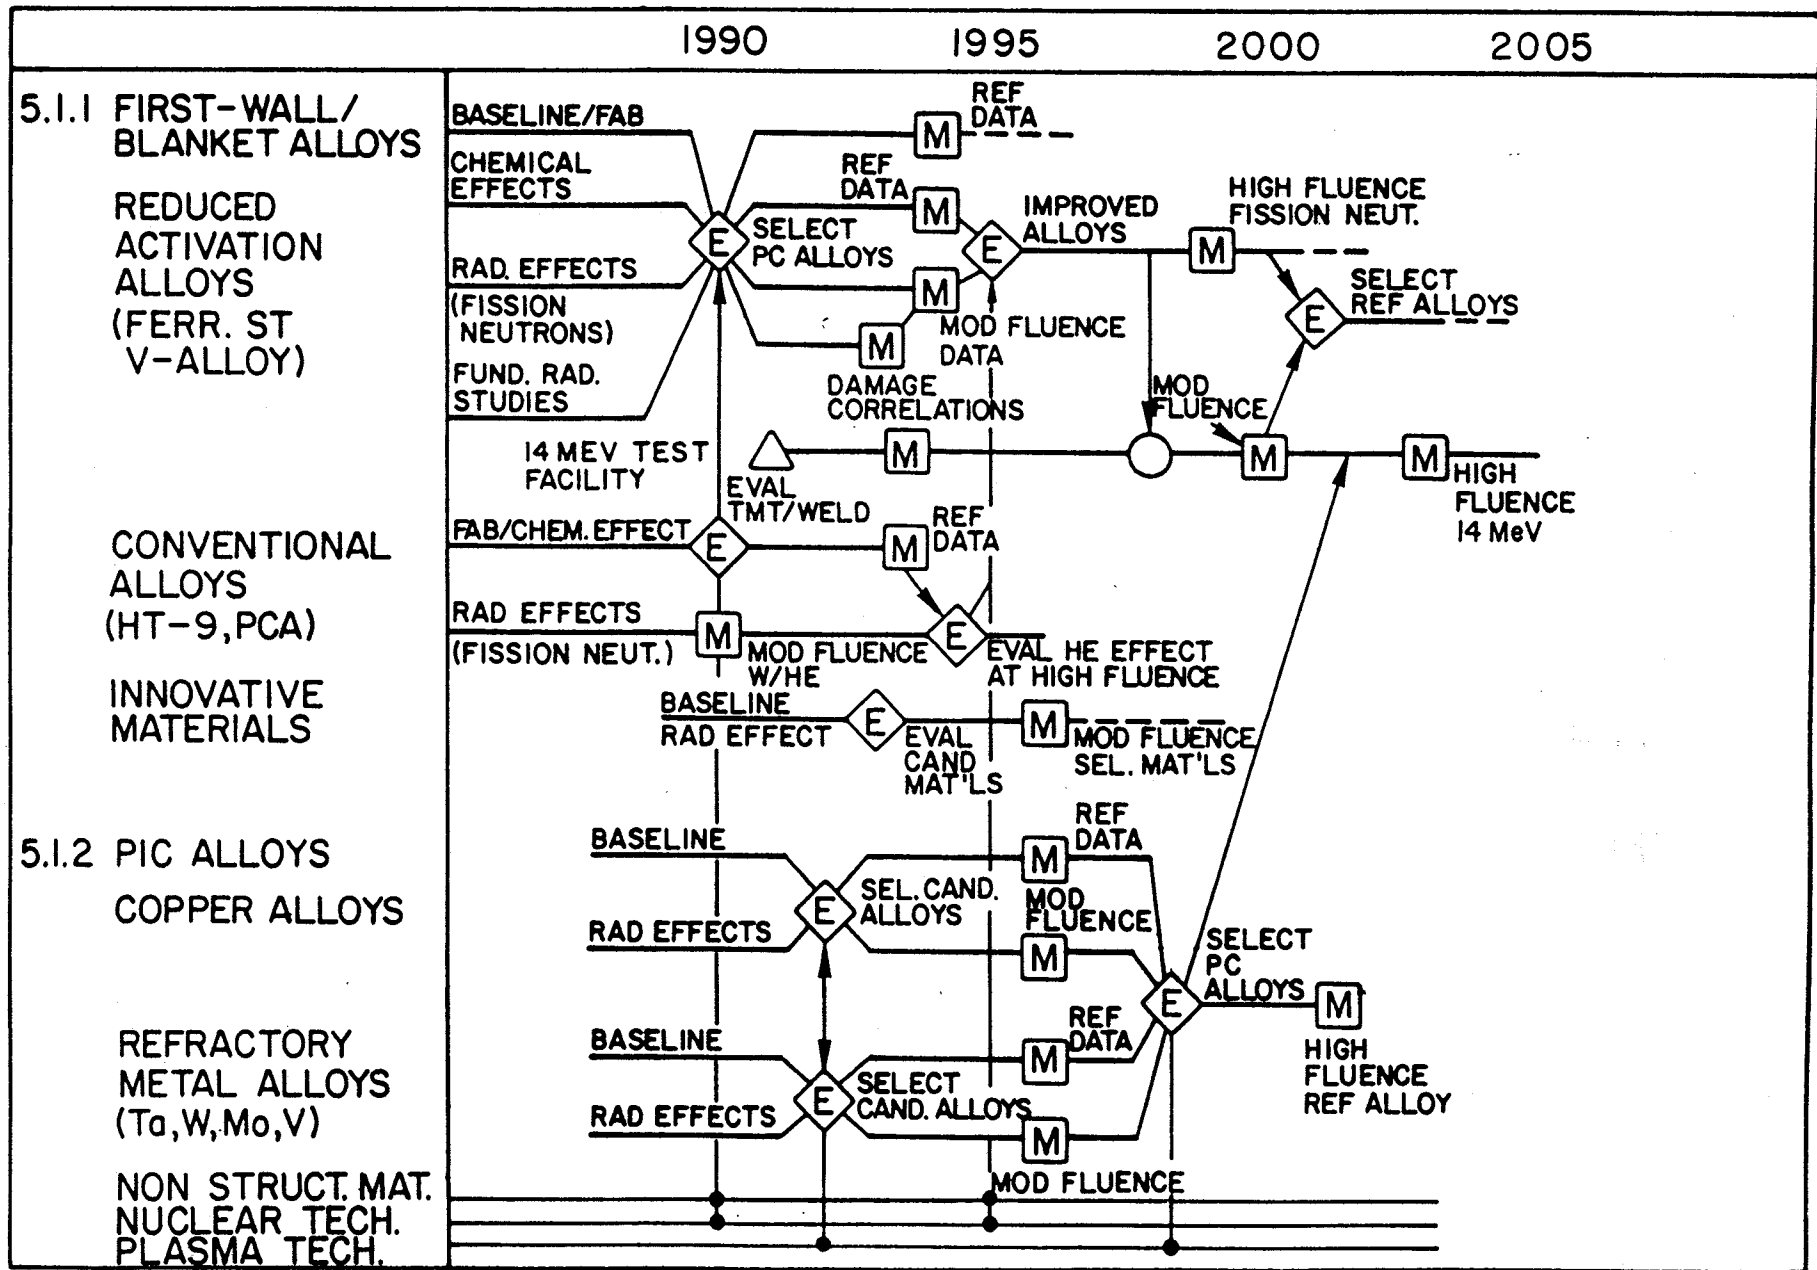 1990 1995 2000 2005
5.1.1 FIRST-WALL/
BLANKET ALLOYS
REDUCED
ACTIVATION
ALLOYS
(FERR. ST
V-ALLOY)
BASELINE/FAB
CHEMICAL
EFFECTS
RAD. EFFECTS
(FISSION
NEUTRONS)
FUND. RAD.
STUDIES
E
SELECT
PC ALLOYS
M
REF
DATA
REF
DATA
M
M
M
MOD FLUENCE
DATA
DAMAGE
CORRELATIONS
E
IMPROVED
ALLOYS
M
HIGH FLUENCE
FISSION NEUT.
E
SELECT
REF ALLOYS
14 MEV TEST
FACILITY
M
MOD
FLUENCE
M
M
HIGH
FLUENCE
14 MeV
CONVENTIONAL
ALLOYS
(HT-9,PCA)
FAB/CHEM. EFFECT
E
EVAL
TMT/WELD
M
REF
DATA
RAD EFFECTS
(FISSION NEUT.)
M
MOD FLUENCE
W/HE
E
EVAL HE EFFECT
AT HIGH FLUENCE
INNOVATIVE
MATERIALS
BASELINE
RAD EFFECT
E
EVAL
CAND
MAT'LS
M
MOD FLUENCE
SEL. MAT'LS
5.1.2 PIC ALLOYS
COPPER ALLOYS
BASELINE
RAD EFFECTS
E
SEL. CAND.
ALLOYS
M
REF
DATA
MOD
FLUENCE
M
E
SELECT
PC
ALLOYS
M
HIGH
FLUENCE
REF ALLOY
REFRACTORY
METAL ALLOYS
(Ta,W,Mo,V)
BASELINE
RAD EFFECTS
E
SELECT
CAND. ALLOYS
M
REF
DATA
M
MOD FLUENCE
NON STRUCT. MAT.
NUCLEAR TECH.
PLASMA TECH.